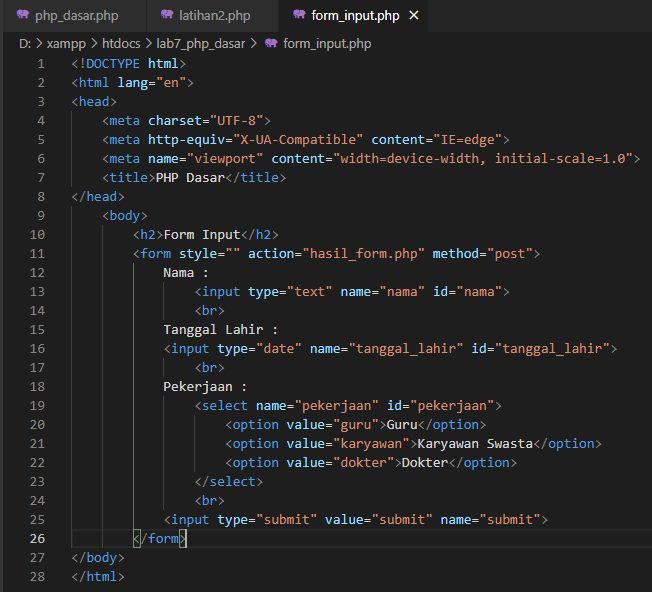 php_dasar.php latihan2.php form_input.php
D: > xampp > htdocs > lab7_php_dasar > form_input.php
1 <!DOCTYPE html>
2 <html lang="en">
3 <head>
4 <meta charset="UTF-8">
5 <meta http-equiv="X-UA-Compatible" content="IE=edge">
6 <meta name="viewport" content="width=device-width, initial-scale=1.0">
7 <title>PHP Dasar</title>
8 </head>
9 <body>
10 <h2>Form Input</h2>
11 <form style="" action="hasil_form.php" method="post">
12 Nama :
13 <input type="text" name="nama" id="nama">
14 <br>
15 Tanggal Lahir :
16 <input type="date" name="tanggal_lahir" id="tanggal_lahir">
17 <br>
18 Pekerjaan :
19 <select name="pekerjaan" id="pekerjaan">
20 <option value="guru">Guru</option>
21 <option value="karyawan">Karyawan Swasta</option>
22 <option value="dokter">Dokter</option>
23 </select>
24 <br>
25 <input type="submit" value="submit" name="submit">
26 </form>
27 </body>
28 </html>